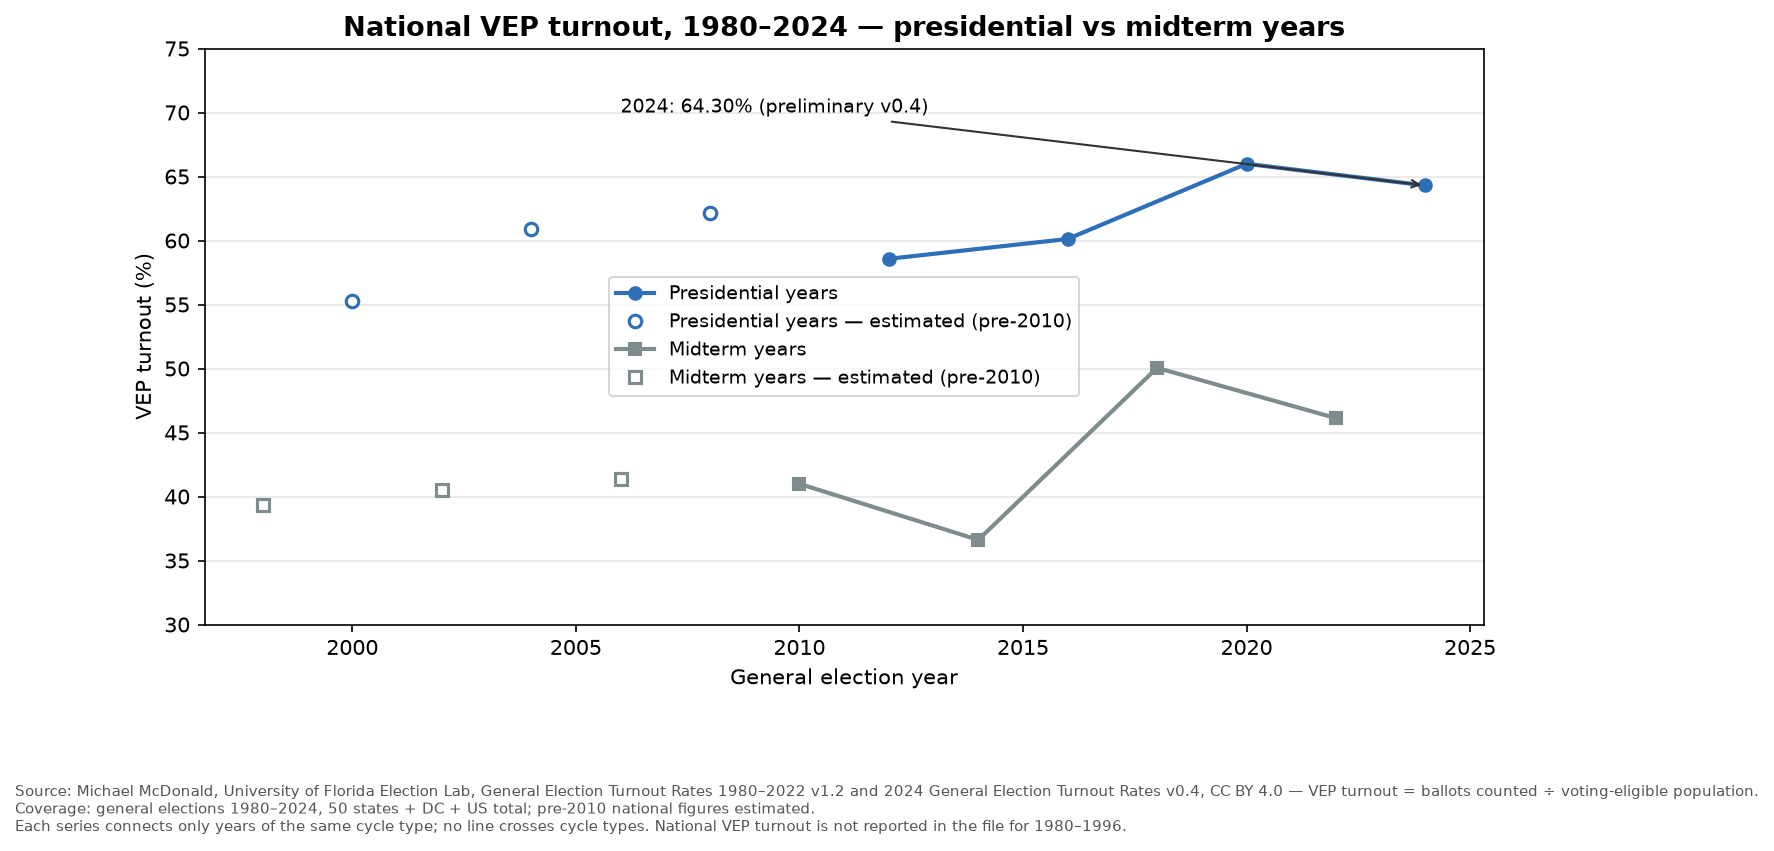 National VEP turnout, 1980–2024 — presidential vs midterm years
75
70
65
60
55
50
45
40
35
30
VEP turnout (%)
2024: 64.30% (preliminary v0.4)
Presidential years
Presidential years — estimated (pre-2010)
Midterm years
Midterm years — estimated (pre-2010)
2000 2005 2010 2015 2020 2025
General election year
Source: Michael McDonald, University of Florida Election Lab, General Election Turnout Rates 1980–2022 v1.2 and 2024 General Election Turnout Rates v0.4, CC BY 4.0 — VEP turnout = ballots counted ÷ voting-eligible population.
Coverage: general elections 1980–2024, 50 states + DC + US total; pre-2010 national figures estimated.
Each series connects only years of the same cycle type; no line crosses cycle types. National VEP turnout is not reported in the file for 1980–1996.